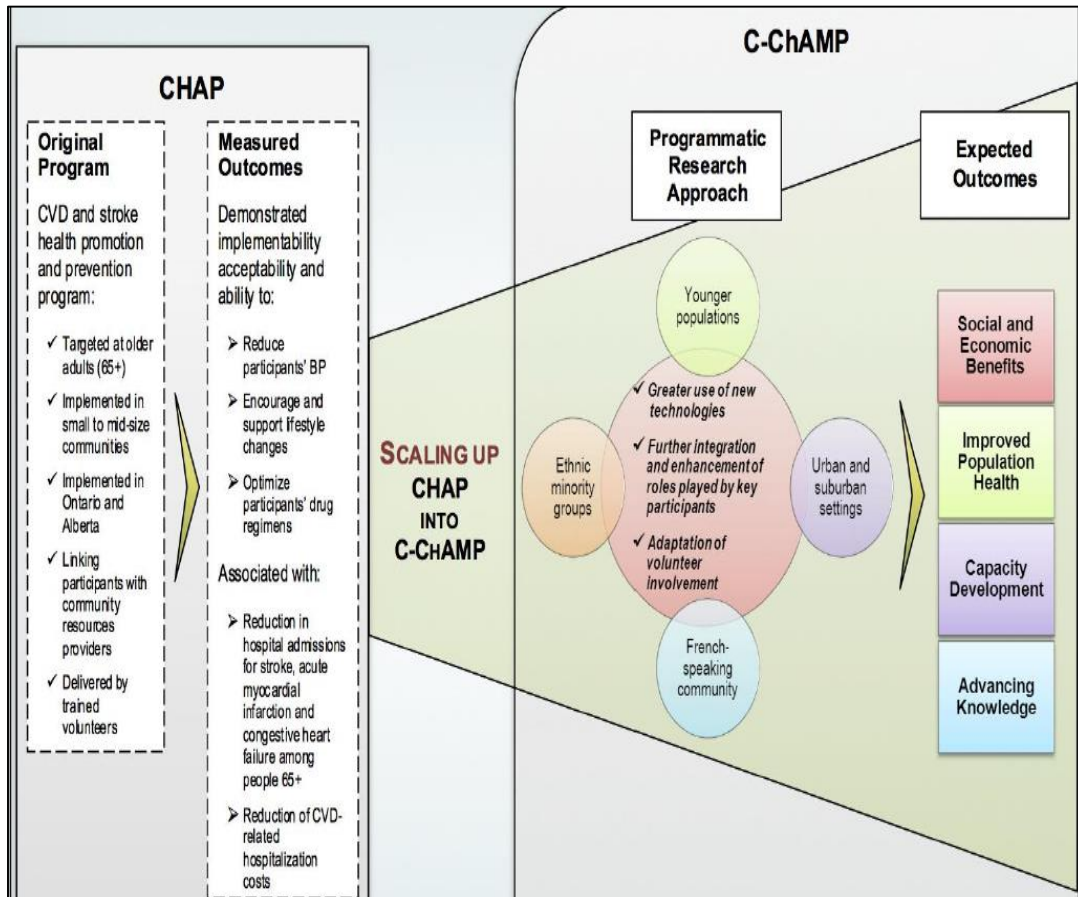 CHAP
Original
Program
CVD and stroke
health promotion
and prevention
program:
✓ Targeted at older
adults (65+)
✓ Implemented in
small to mid-size
communities
✓ Implemented in
Ontario and
Alberta
✓ Linking
participants with
community
resources
providers
✓ Delivered by
trained
volunteers
Measured
Outcomes
Demonstrated
implementability
acceptability and
ability to:
➢ Reduce
participants' BP
➢ Encourage and
support lifestyle
changes
➢ Optimize
participants' drug
regimens
Associated with:
➢ Reduction in
hospital admissions
for stroke, acute
myocardial
infarction and
congestive heart
failure among
people 65+
➢ Reduction of CVD-
related
hospitalization
costs
SCALING UP
CHAP
INTO
C-CHAMP
C-ChAMP
Programmatic
Research
Approach
Younger
populations
Ethnic
minority
groups
✓ Greater use of new
technologies
✓ Further integration
and enhancement of
roles played by key
participants
✓ Adaptation of
volunteer
involvement
Urban and
suburban
settings
French-
speaking
community
Expected
Outcomes
Social and
Economic
Benefits
Improved
Population
Health
Capacity
Development
Advancing
Knowledge